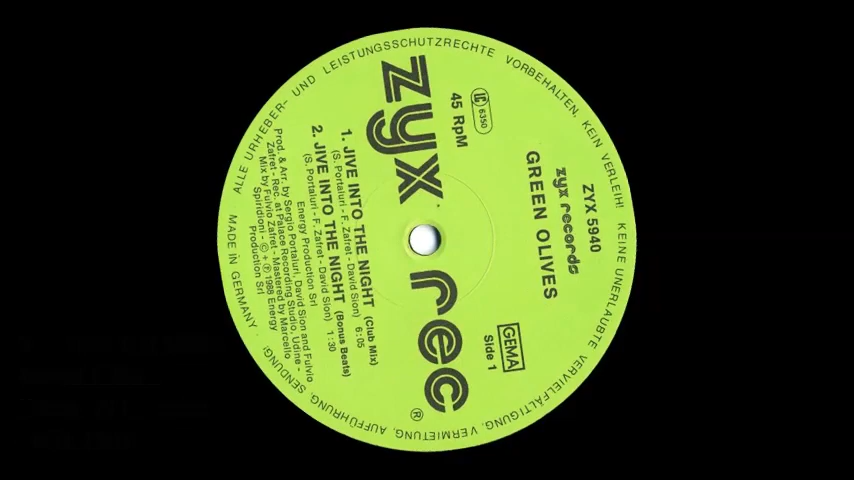 ALLE URHEBER- UND LEISTUNGSSCHUTZRECHTE VORBEHALTEN. KEIN VERLEIH! KEINE UNERLAUBTE VERVIELFÄLTIGUNG, VERMIETUNG, AUFFÜHRUNG, SENDUNG!
MADE IN GERMANY ·
ZYX 5940
zyx records
GREEN OLIVES
LC 6350
45 RpM
GEMA
Side 1
zyx rec ®
1. JIVE INTO THE NIGHT (Club Mix)
(S. Portaluri - F. Zafret - David Sion) 6:05
2. JIVE INTO THE NIGHT (Bonus Beats)
(S. Portaluri - F. Zafret - David Sion) 1:30
Energy Production Srl
Prod. & Arr. by Sergio Portaluri, David Sion and Fulvio
Zafret - Rec. at Palace Recording Studio, Udine -
Mix by Fulvio Zafret - Mastered by Marcello
Spiridioni - © + ℗ 1988 Energy
Production Srl